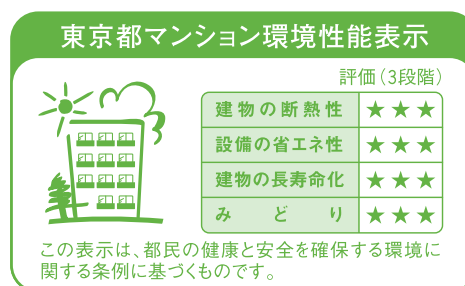 東京都マンション環境性能表示
評価（3段階）
建物の断熱性 ★★★
設備の省エネ性 ★★★
建物の長寿命化 ★★★
みどり ★★★
この表示は、都民の健康と安全を確保する環境に
関する条例に基づくものです。